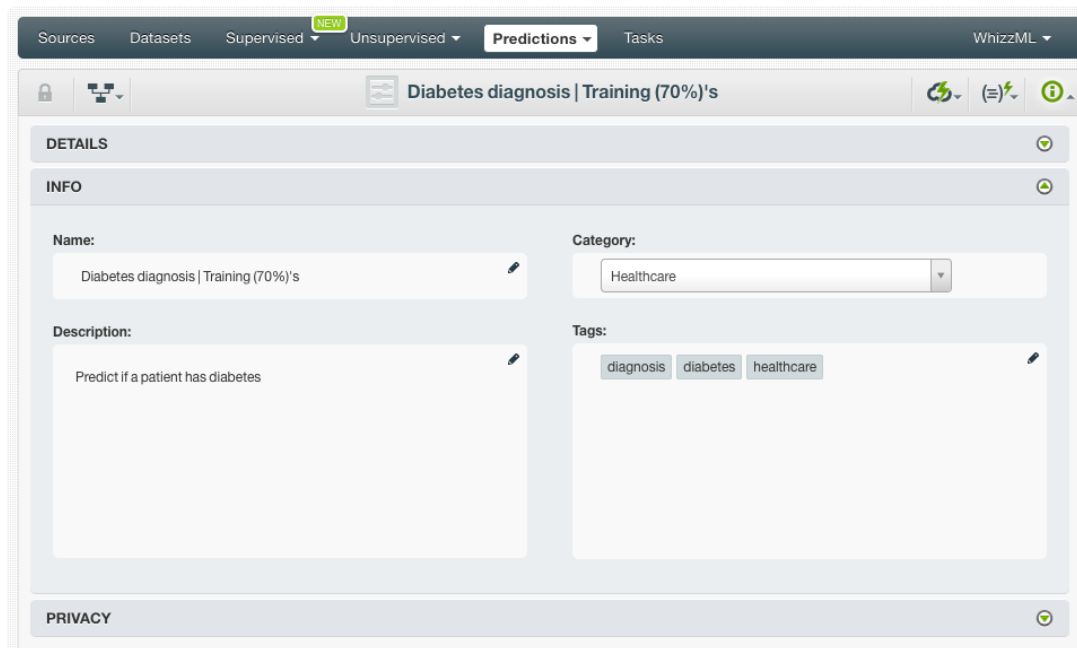 NEW
Sources Datasets Supervised Unsupervised Predictions Tasks WhizzML
Diabetes diagnosis | Training (70%)'s
DETAILS
INFO
Name: Category:
Diabetes diagnosis | Training (70%)'s Healthcare
Description: Tags:
Predict if a patient has diabetes diagnosis diabetes healthcare
PRIVACY